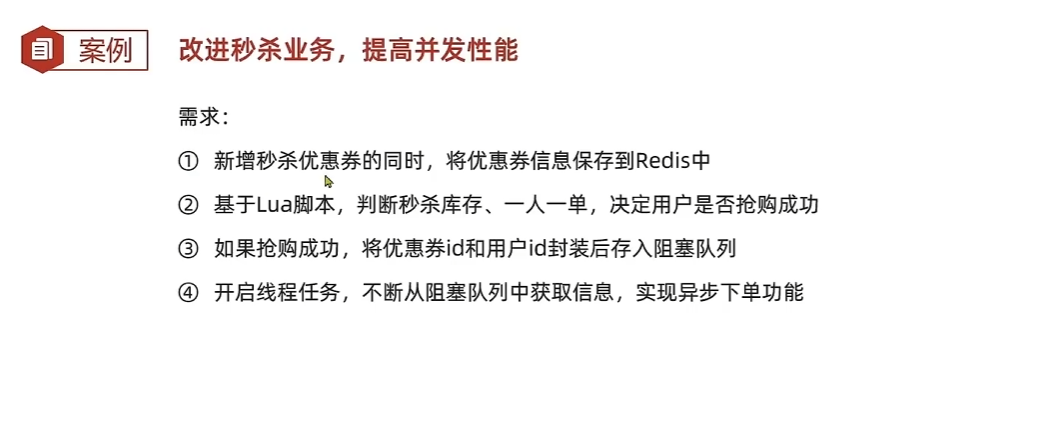 案例
改进秒杀业务，提高并发性能
需求：
① 新增秒杀优惠券的同时，将优惠券信息保存到Redis中
② 基于Lua脚本，判断秒杀库存、一人一单，决定用户是否抢购成功
③ 如果抢购成功，将优惠券id和用户id封装后存入阻塞队列
④ 开启线程任务，不断从阻塞队列中获取信息，实现异步下单功能